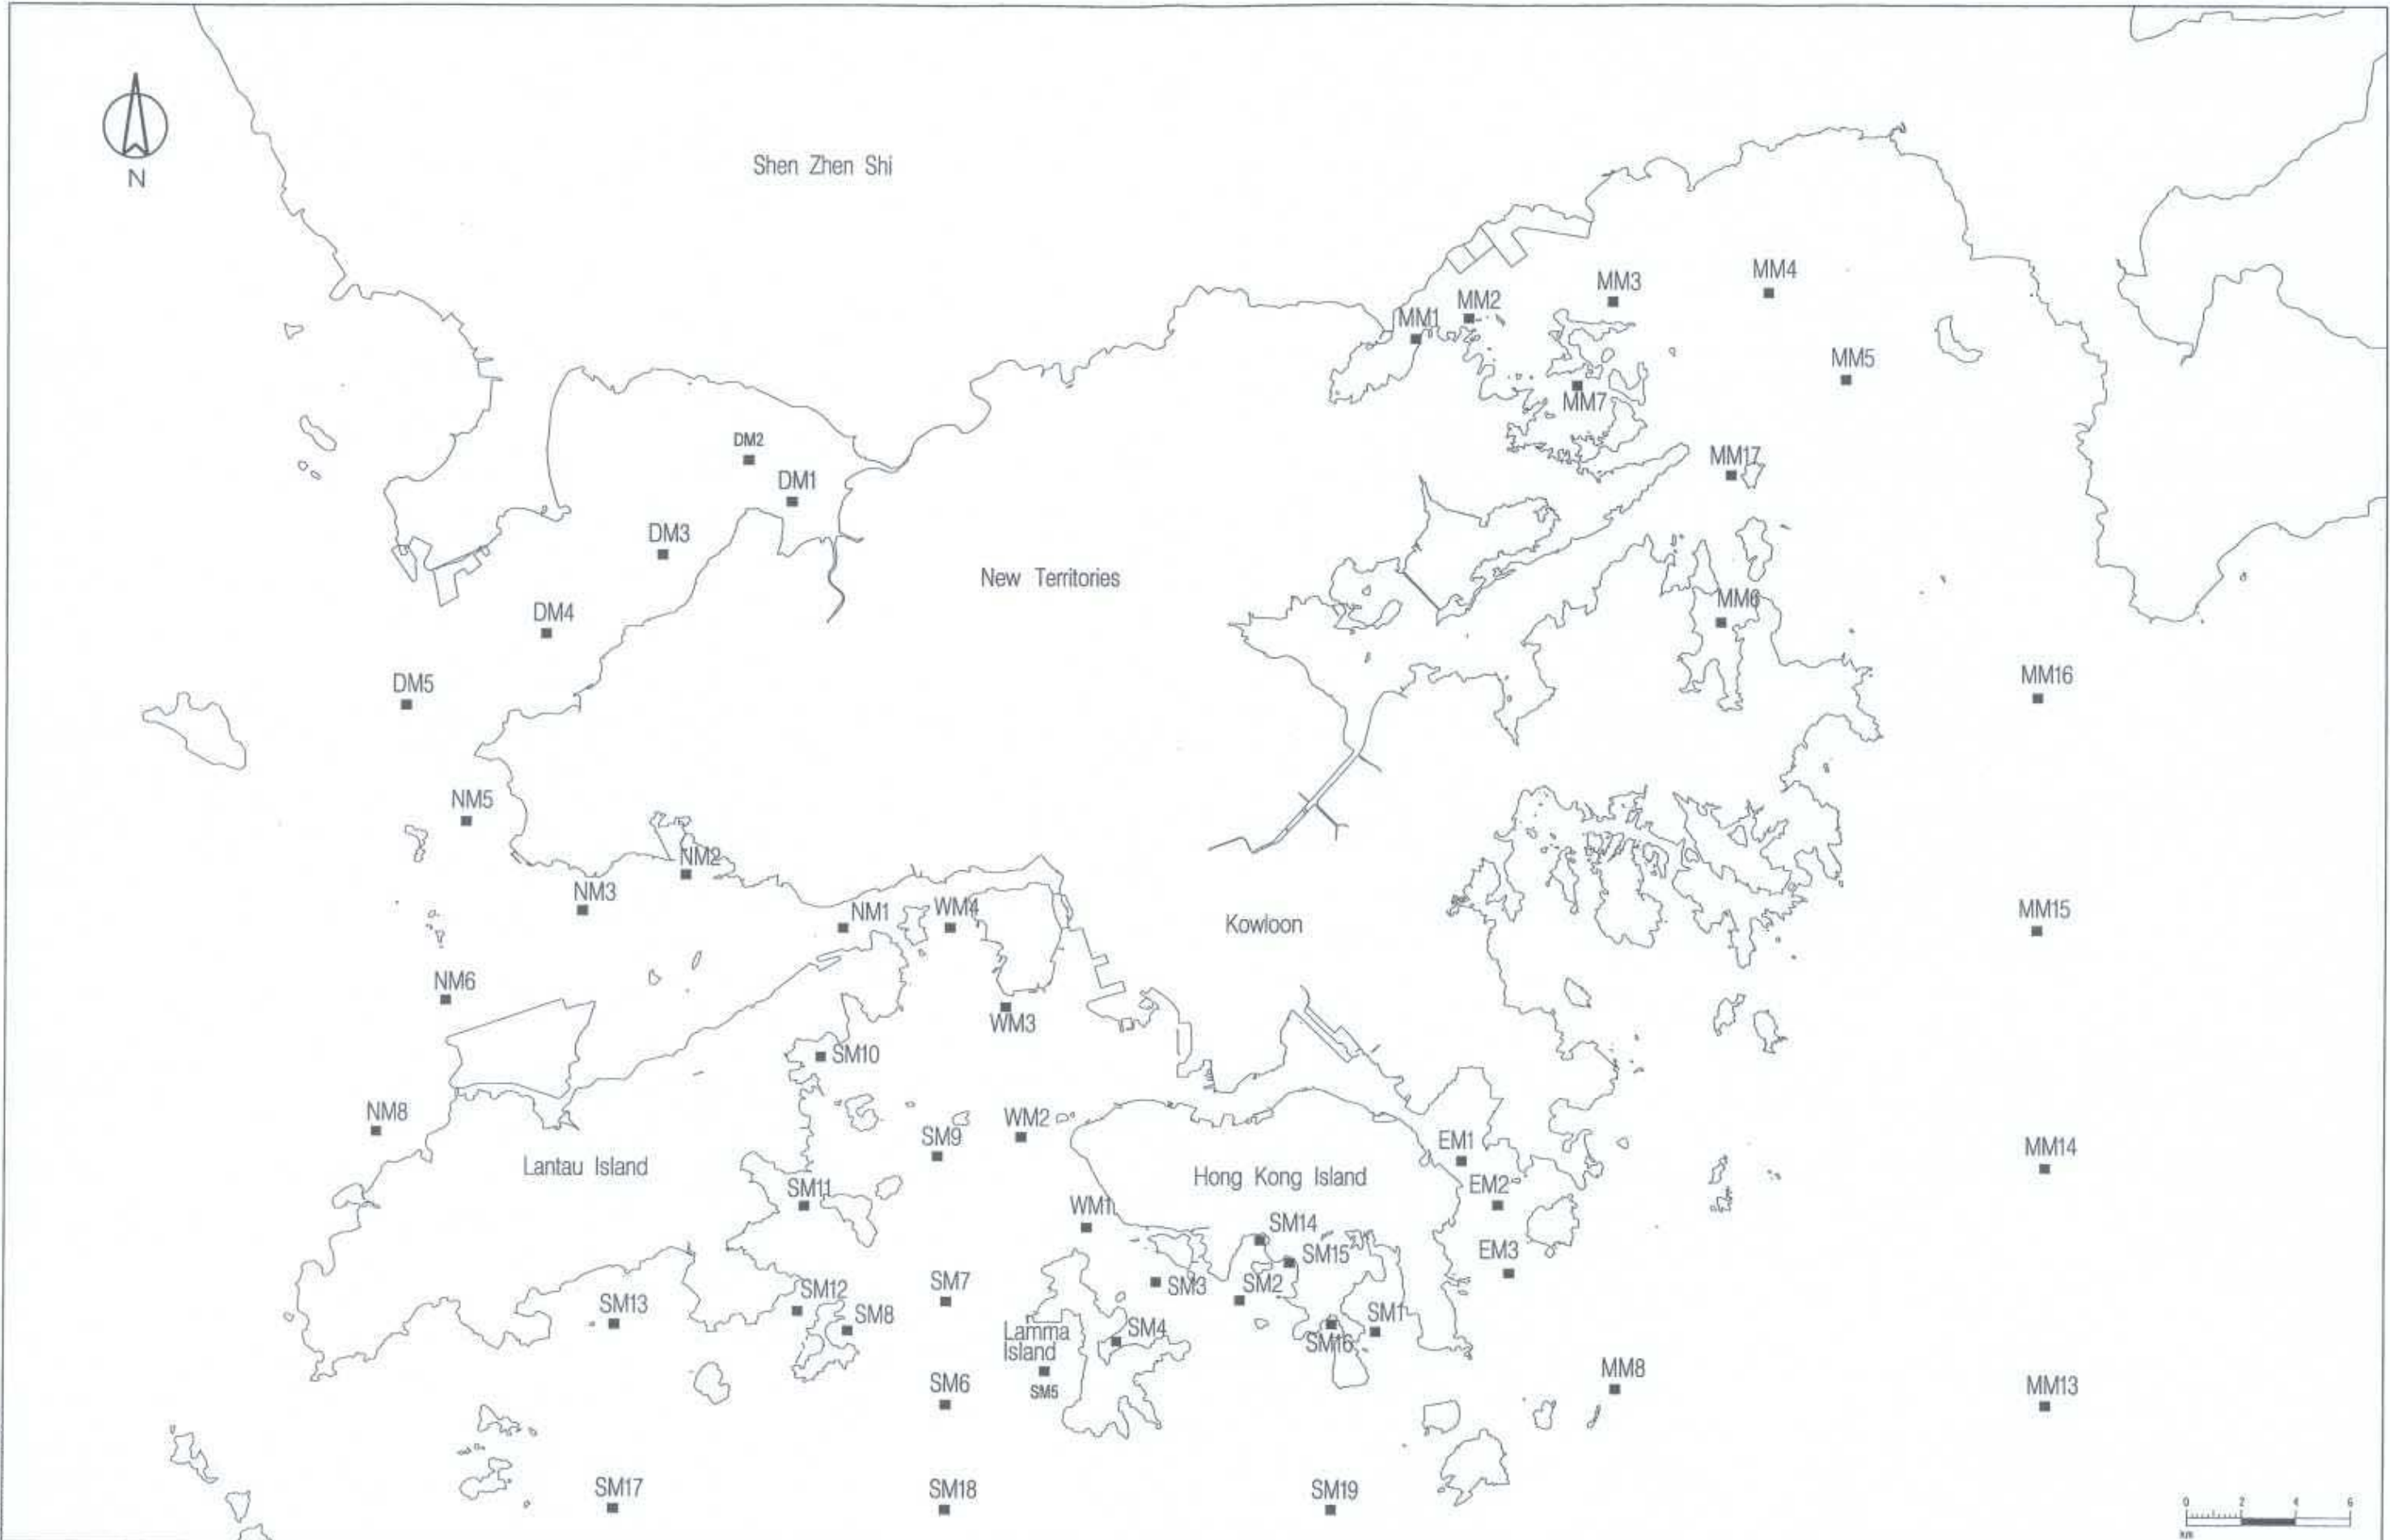 N
Shen Zhen Shi
MM4
MM3
MM2
MM1
MM5
MM7
DM2
MM17
DM1
DM3
New Territories
DM4
MM6
DM5
MM16
NM5
NM2
NM3
NM1
WM4
Kowloon
MM15
NM6
WM3
SM10
NM8
WM2
SM9
EM1
MM14
Lantau Island
Hong Kong Island
SM11
EM2
WM1
SM14
EM3
SM15
SM7
SM3
SM2
SM12
SM13
SM8
SM1
Lamma
Island
SM4
SM16
MM8
SM6
SM5
MM13
SM17
SM18
SM19
0 2 4 6
km